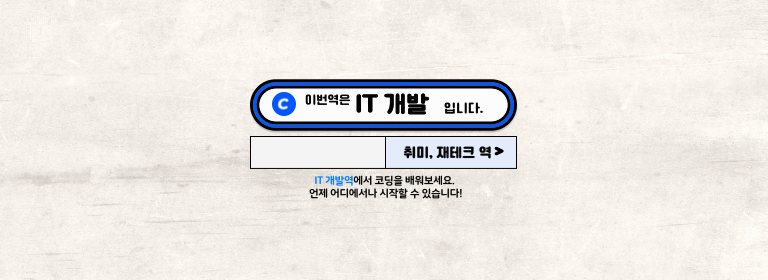 C 이번역은 IT 개발 입니다.
취미, 재테크 역 >
IT 개발역에서 코딩을 배워보세요.
언제 어디에서나 시작할 수 있습니다!